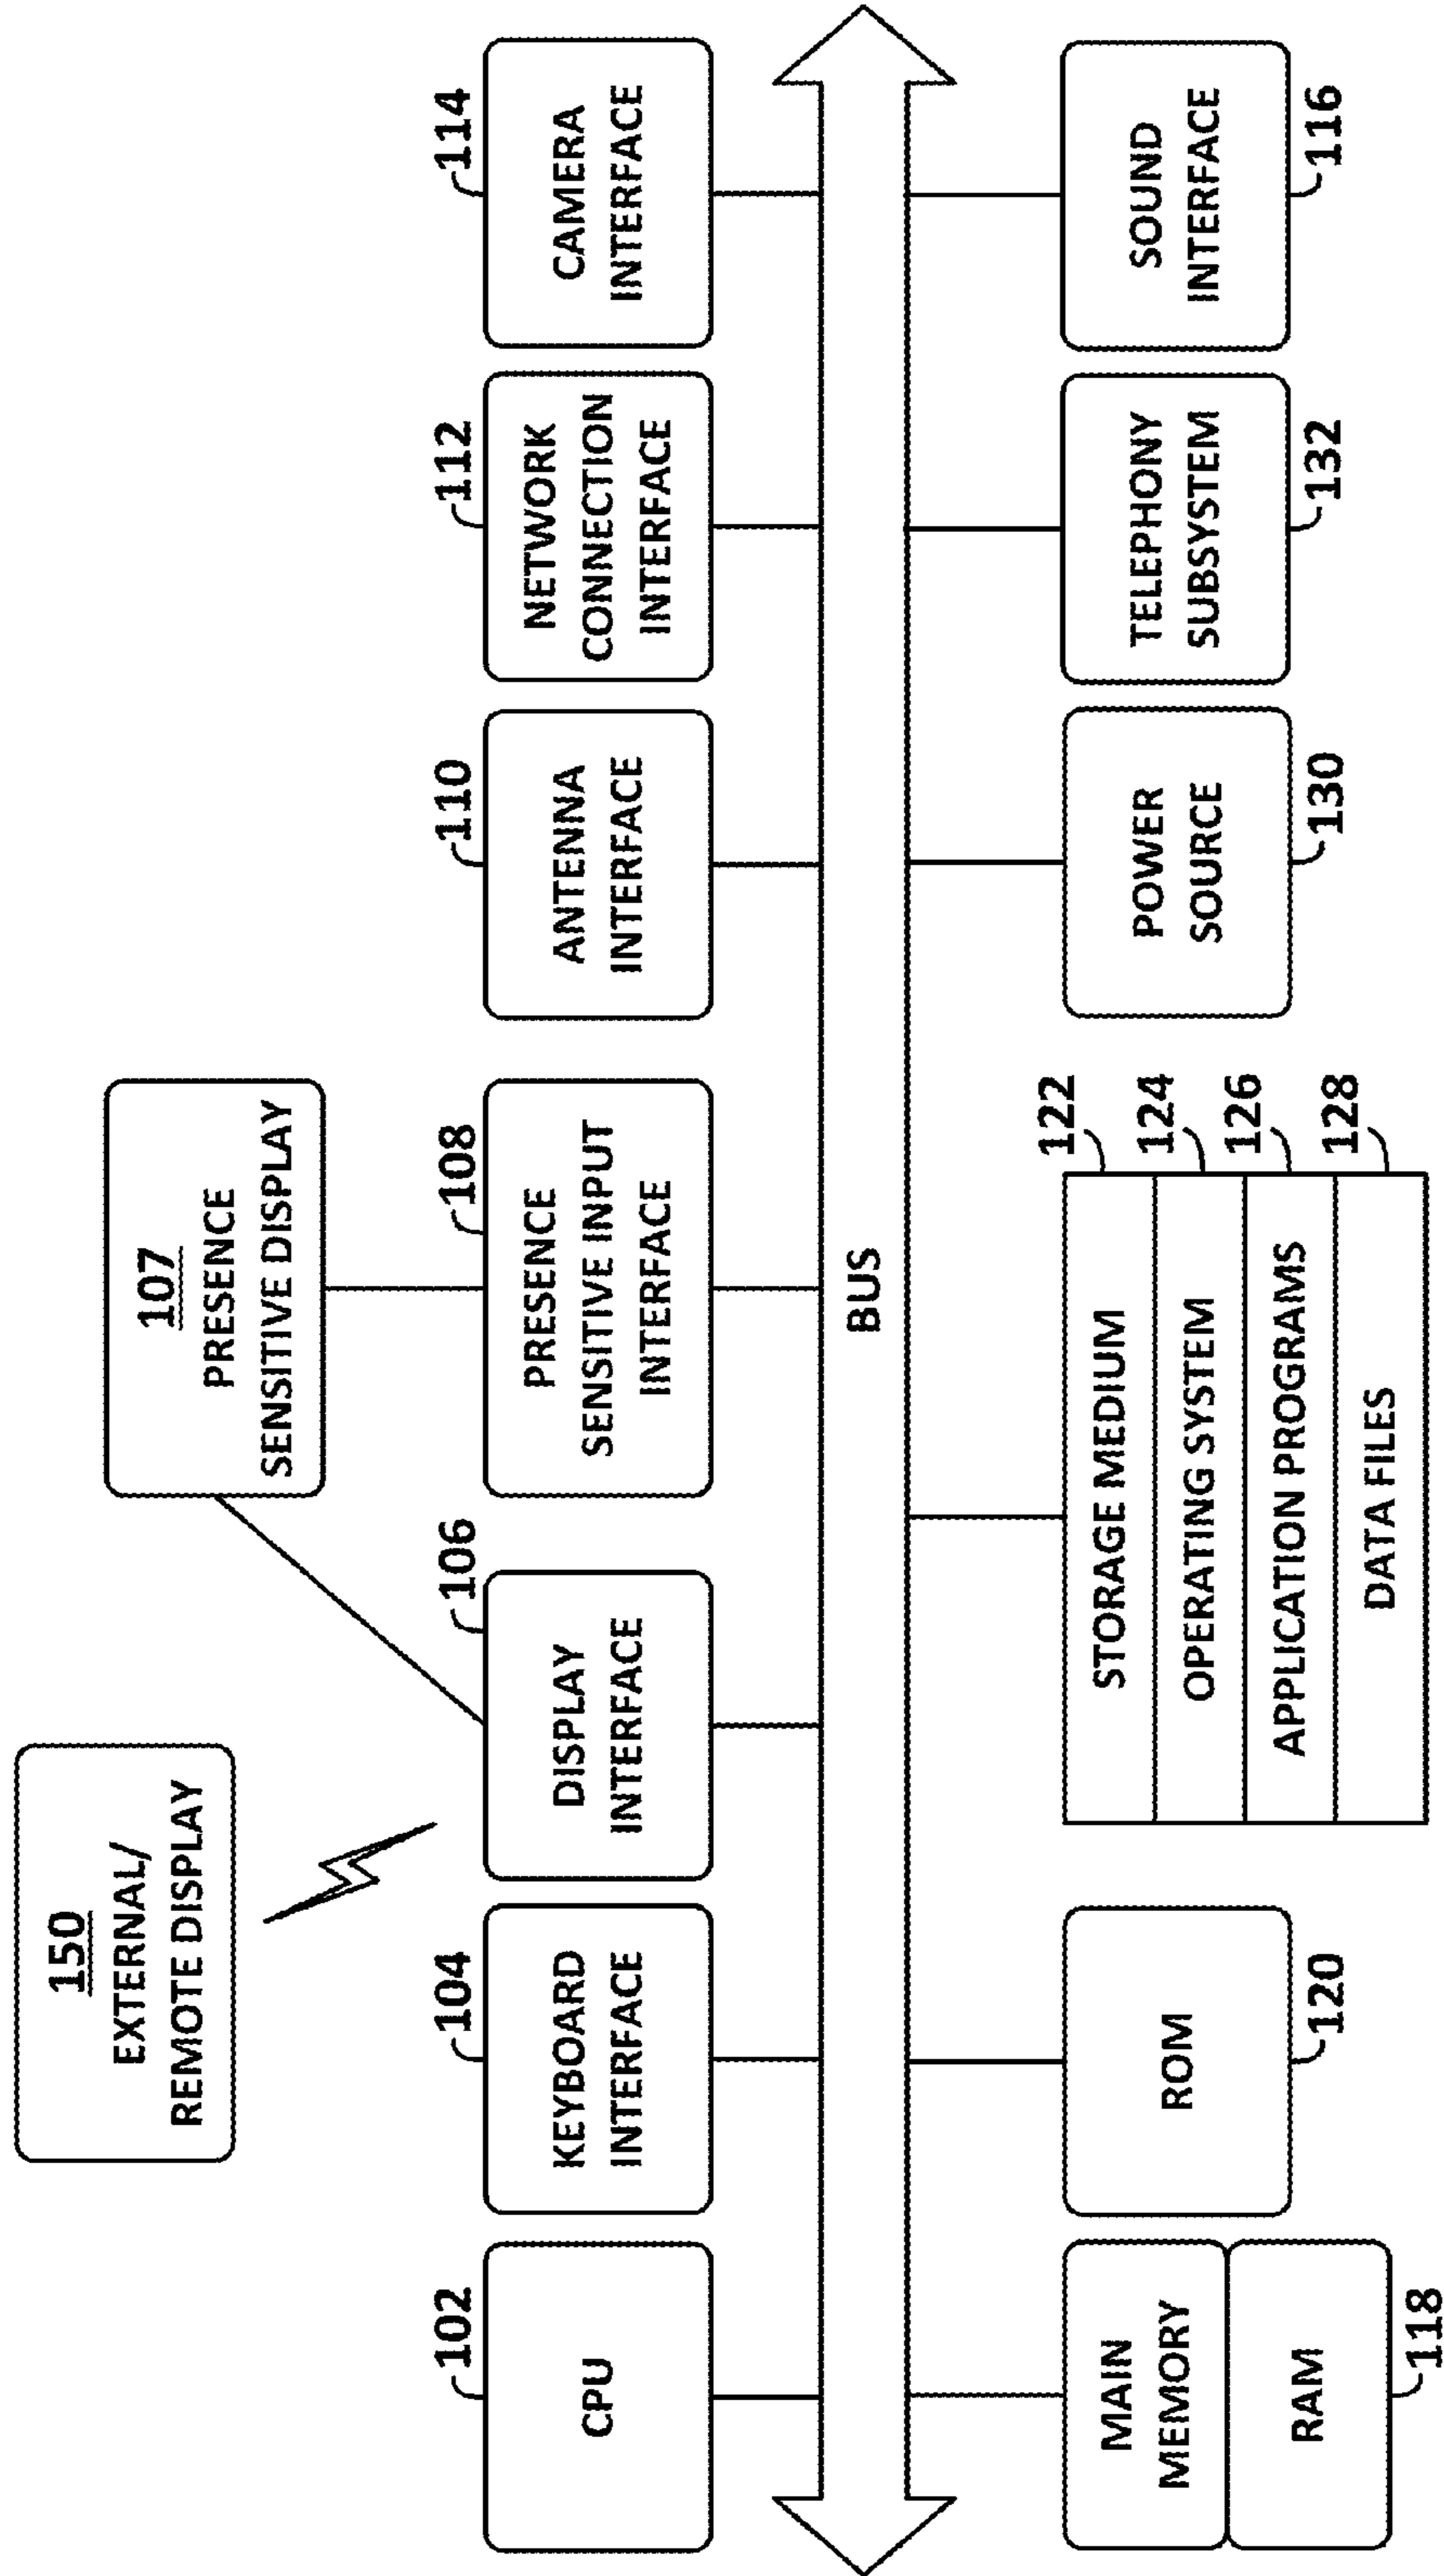 150
EXTERNAL/
REMOTE DISPLAY
107
PRESENCE
SENSITIVE DISPLAY
102
CPU
104
KEYBOARD
INTERFACE
106
DISPLAY
INTERFACE
108
PRESENCE
SENSITIVE INPUT
INTERFACE
110
ANTENNA
INTERFACE
112
NETWORK
CONNECTION
INTERFACE
114
CAMERA
INTERFACE
BUS
MAIN
MEMORY
RAM
118
ROM
120
STORAGE MEDIUM
122
OPERATING SYSTEM
124
APPLICATION PROGRAMS
126
DATA FILES
128
POWER
SOURCE
130
TELEPHONY
SUBSYSTEM
132
SOUND
INTERFACE
116